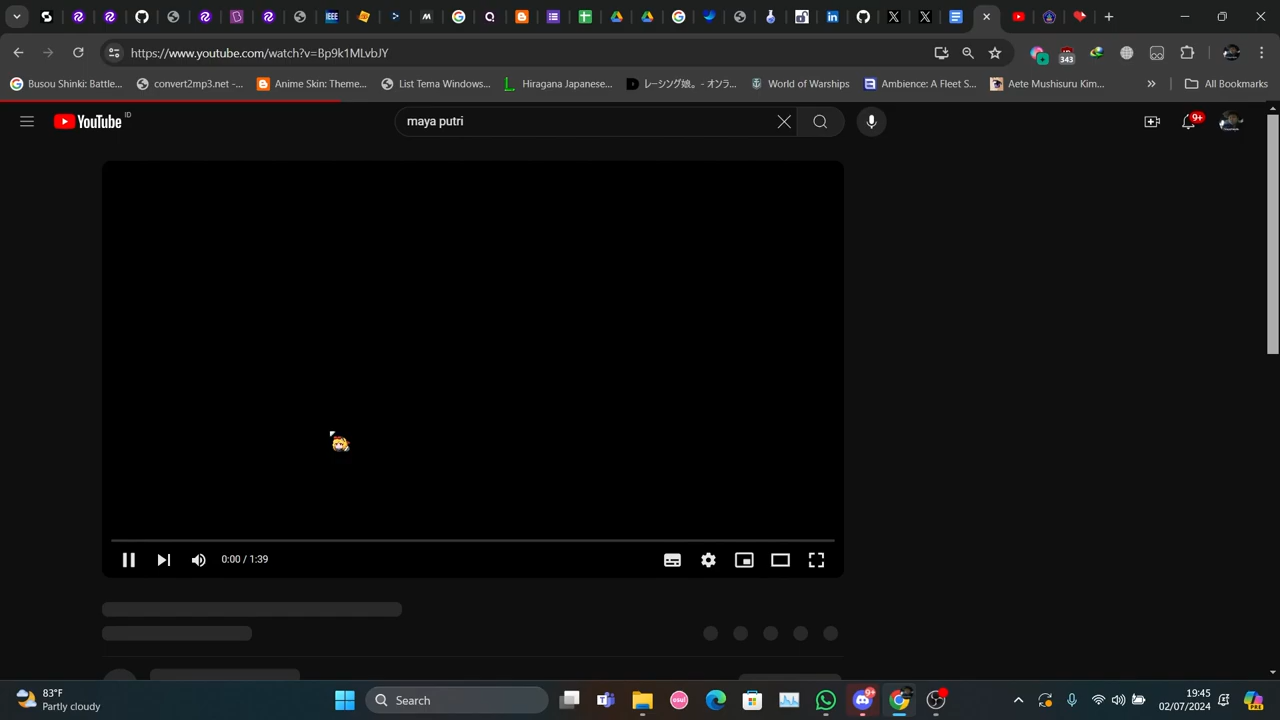 https://www.youtube.com/watch?v=Bp9k1MLvbJY
343
Busou Shinki: Battle...
convert2mp3.net -...
Anime Skin: Theme...
List Tema Windows...
Hiragana Japanese...
レーシング娘。 - オンラ...
World of Warships
Ambience: A Fleet S...
Aete Mushisuru Kim...
All Bookmarks
YouTube ID
maya putri
9+
0:00 / 1:39
83°F
Partly cloudy
Search
osu!
9+
19:45
02/07/2024
PRE